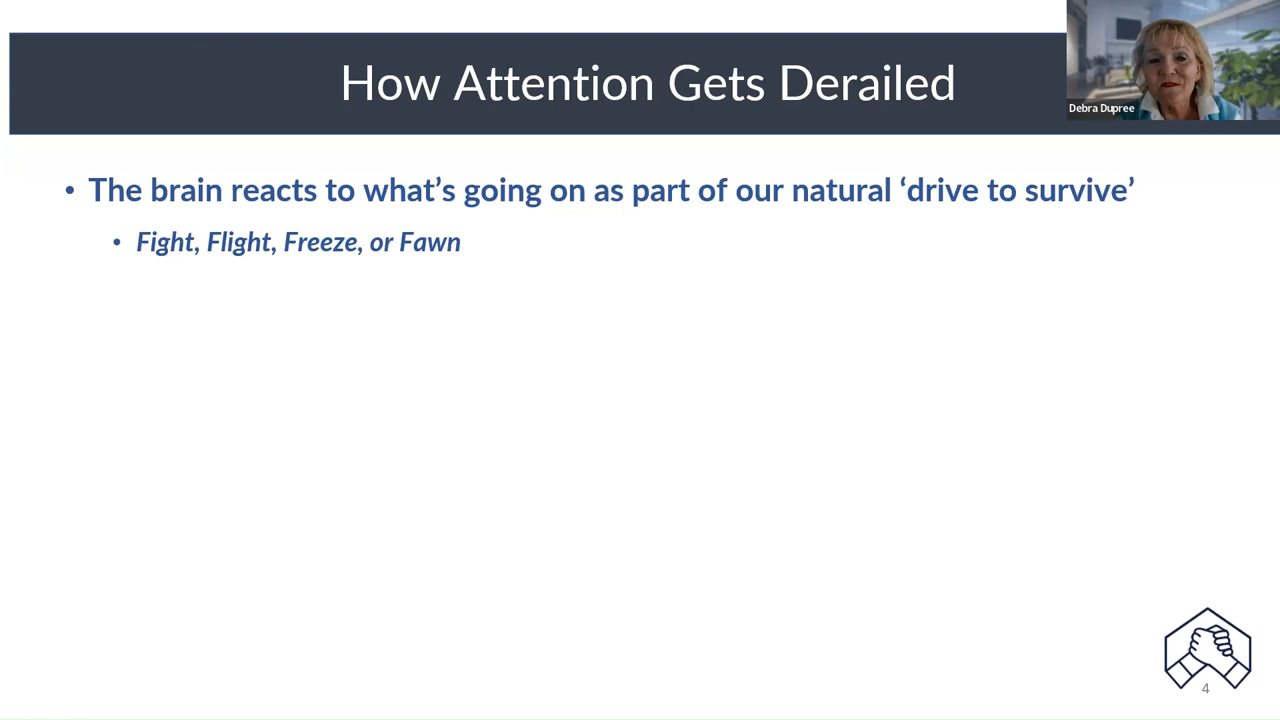 How Attention Gets Derailed
Debra Dupree
• The brain reacts to what’s going on as part of our natural ‘drive to survive’
• Fight, Flight, Freeze, or Fawn
4